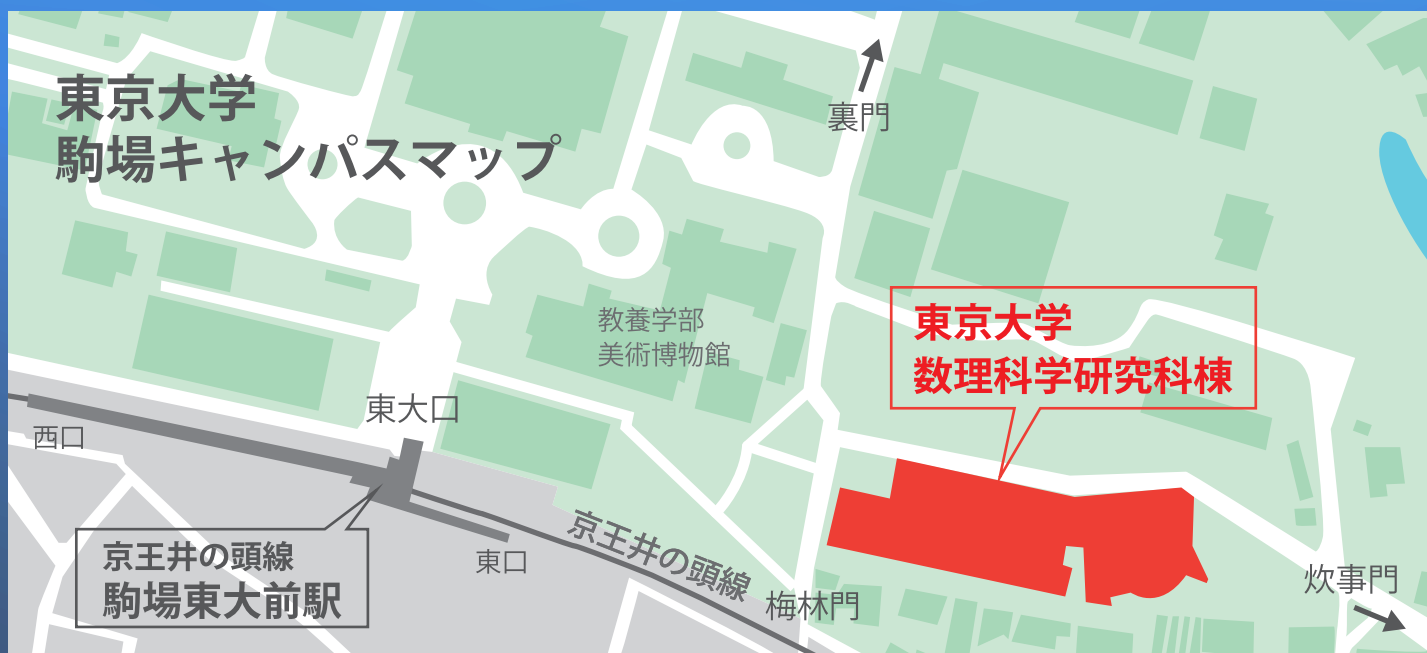 東京大学
駒場キャンパスマップ
裏門
教養学部
美術博物館
東京大学
数理科学研究科棟
東大口
西口
京王井の頭線
駒場東大前駅
東口
京王井の頭線
梅林門
炊事門